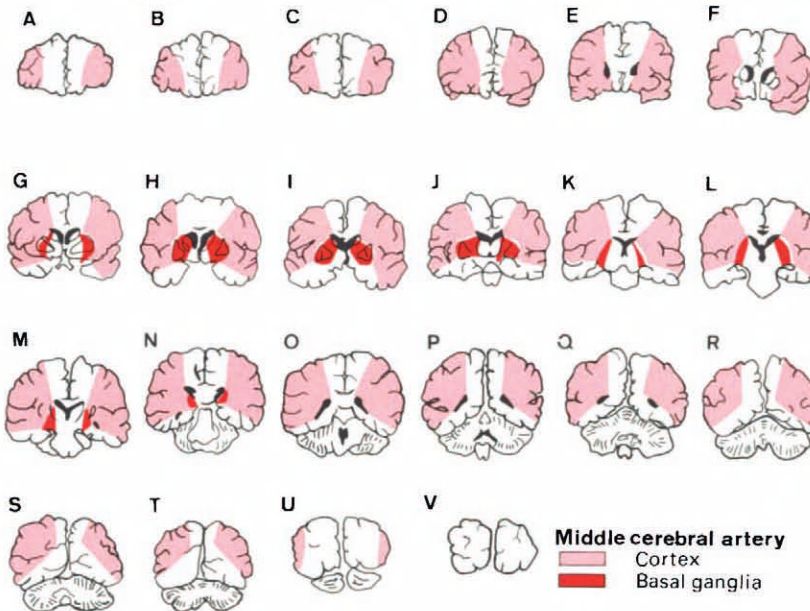 A B C D E F
G H I J K L
M N O P Q R
S T U V
Middle cerebral artery
Cortex
Basal ganglia